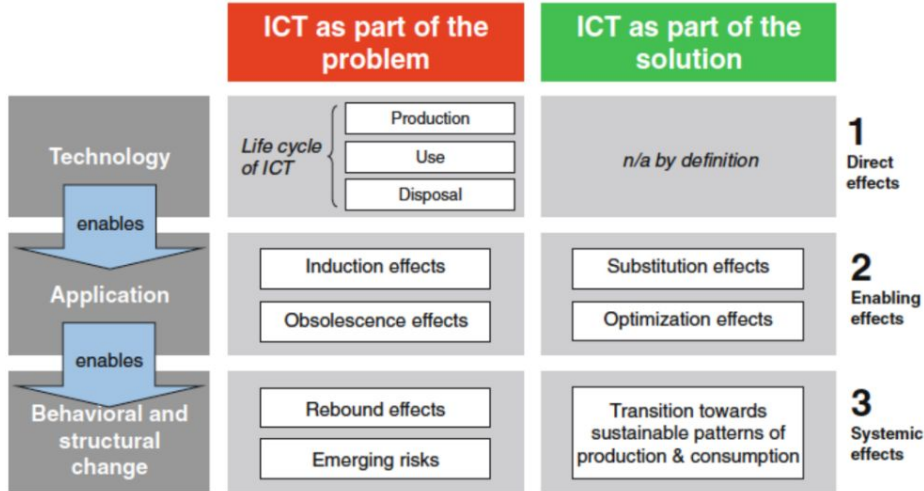 ICT as part of the
problem
ICT as part of the
solution
Technology
Life cycle
of ICT
Production
Use
Disposal
n/a by definition
1
Direct
effects
enables
Application
Induction effects
Obsolescence effects
Substitution effects
Optimization effects
2
Enabling
effects
enables
Behavioral and
structural
change
Rebound effects
Emerging risks
Transition towards
sustainable patterns of
production & consumption
3
Systemic
effects